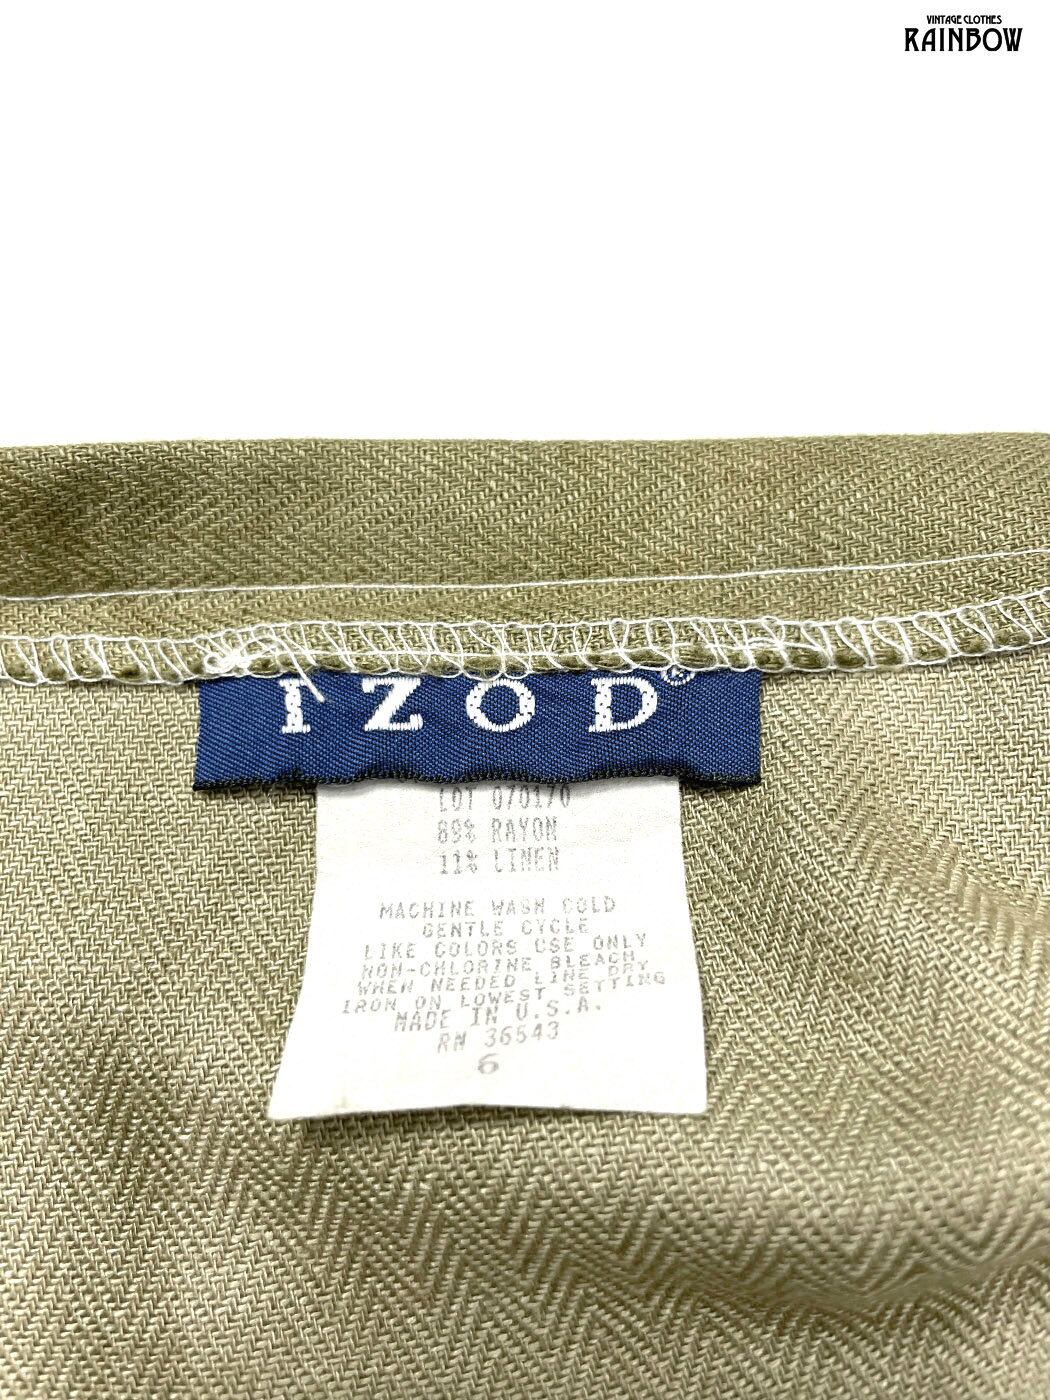 VINTAGE CLOTHES
RAINBOW
IZOD®
LOT 070170
89% RAYON
11% LINEN
MACHINE WASH COLD
GENTLE CYCLE
LIKE COLORS USE ONLY
NON-CHLORINE BLEACH
WHEN NEEDED LINE DRY
IRON ON LOWEST SETTING
MADE IN U.S.A.
RN 36543
6